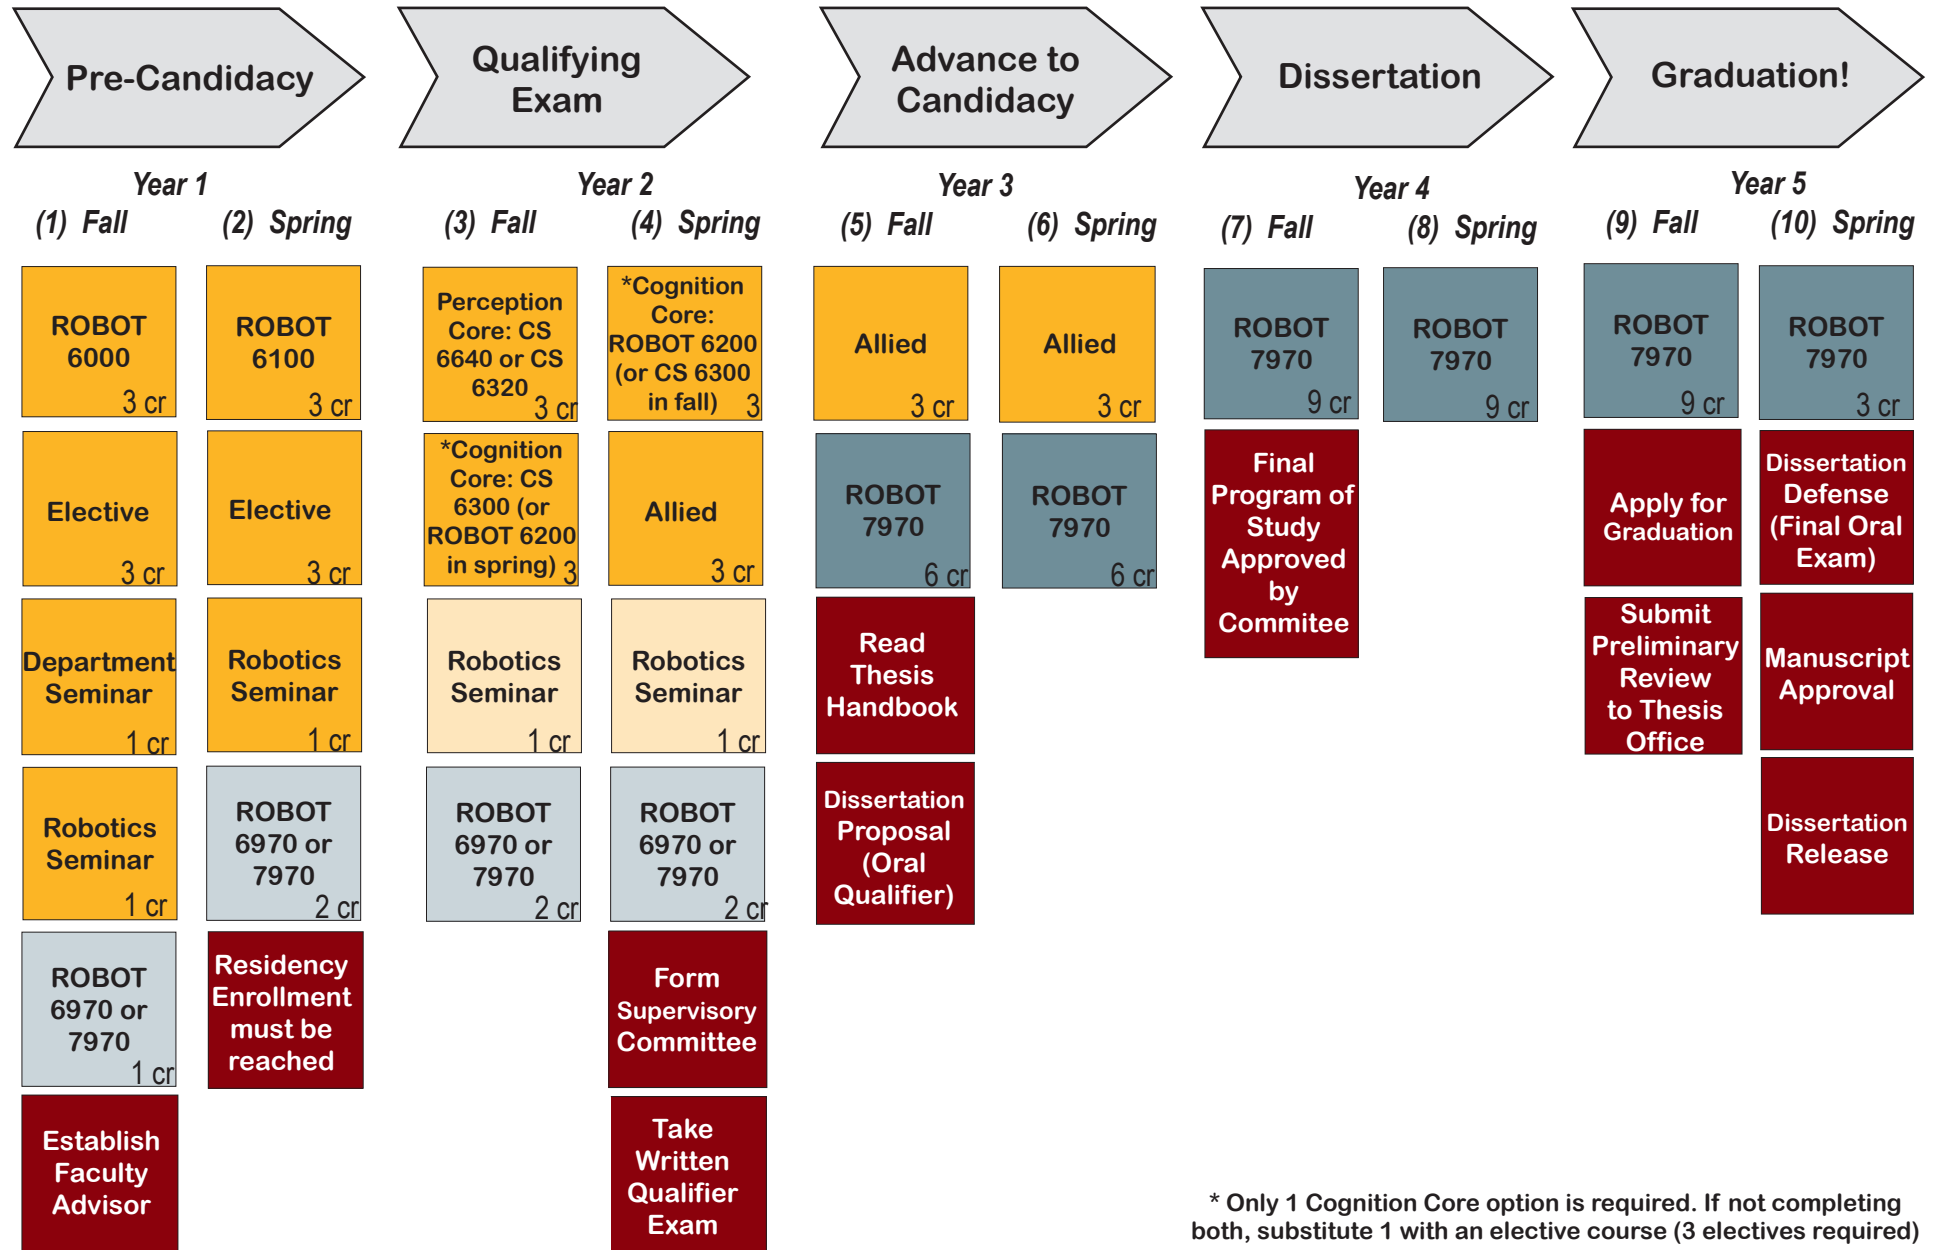 Pre-Candidacy
Qualifying
Exam
Advance to
Candidacy
Dissertation
Graduation!
Year 1
(1) Fall
(2) Spring
Year 2
(3) Fall
(4) Spring
Year 3
(5) Fall
(6) Spring
Year 4
(7) Fall
(8) Spring
Year 5
(9) Fall
(10) Spring
ROBOT
6000
3 cr
Elective
3 cr
Department
Seminar
1 cr
Robotics
Seminar
1 cr
ROBOT
6970 or
7970
1 cr
Establish
Faculty
Advisor
ROBOT
6100
3 cr
Elective
3 cr
Robotics
Seminar
1 cr
ROBOT
6970 or
7970
2 cr
Residency
Enrollment
must be
reached
Perception
Core: CS
6640 or CS
6320
3 cr
*Cognition
Core: CS
6300 (or
ROBOT 6200
in spring)
3
Robotics
Seminar
1 cr
ROBOT
6970 or
7970
2 cr
*Cognition
Core:
ROBOT 6200
(or CS 6300
in fall)
3
Allied
3 cr
Robotics
Seminar
1 cr
ROBOT
6970 or
7970
2 cr
Form
Supervisory
Committee
Take
Written
Qualifier
Exam
Allied
3 cr
ROBOT
7970
6 cr
Read
Thesis
Handbook
Dissertation
Proposal
(Oral
Qualifier)
Allied
3 cr
ROBOT
7970
6 cr
ROBOT
7970
9 cr
Final
Program of
Study
Approved
by
Commitee
ROBOT
7970
9 cr
ROBOT
7970
9 cr
Apply for
Graduation
Submit
Preliminary
Review
to Thesis
Office
ROBOT
7970
3 cr
Dissertation
Defense
(Final Oral
Exam)
Manuscript
Approval
Dissertation
Release
* Only 1 Cognition Core option is required. If not completing
both, substitute 1 with an elective course (3 electives required)